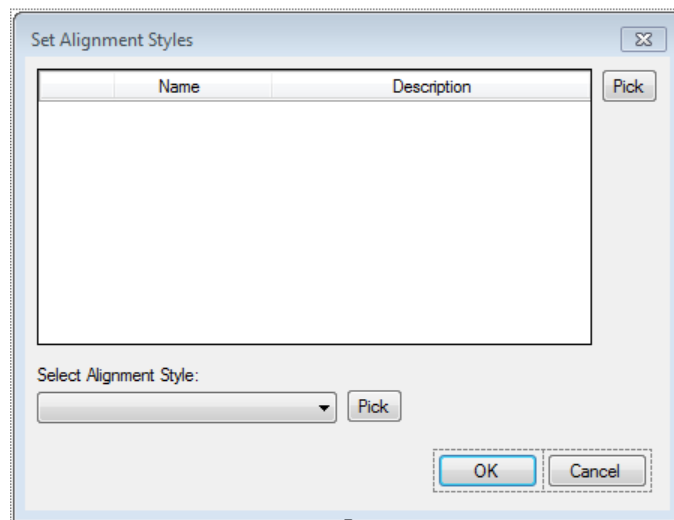 Set Alignment Styles
Name Description
Pick
Select Alignment Style:
Pick
OK Cancel